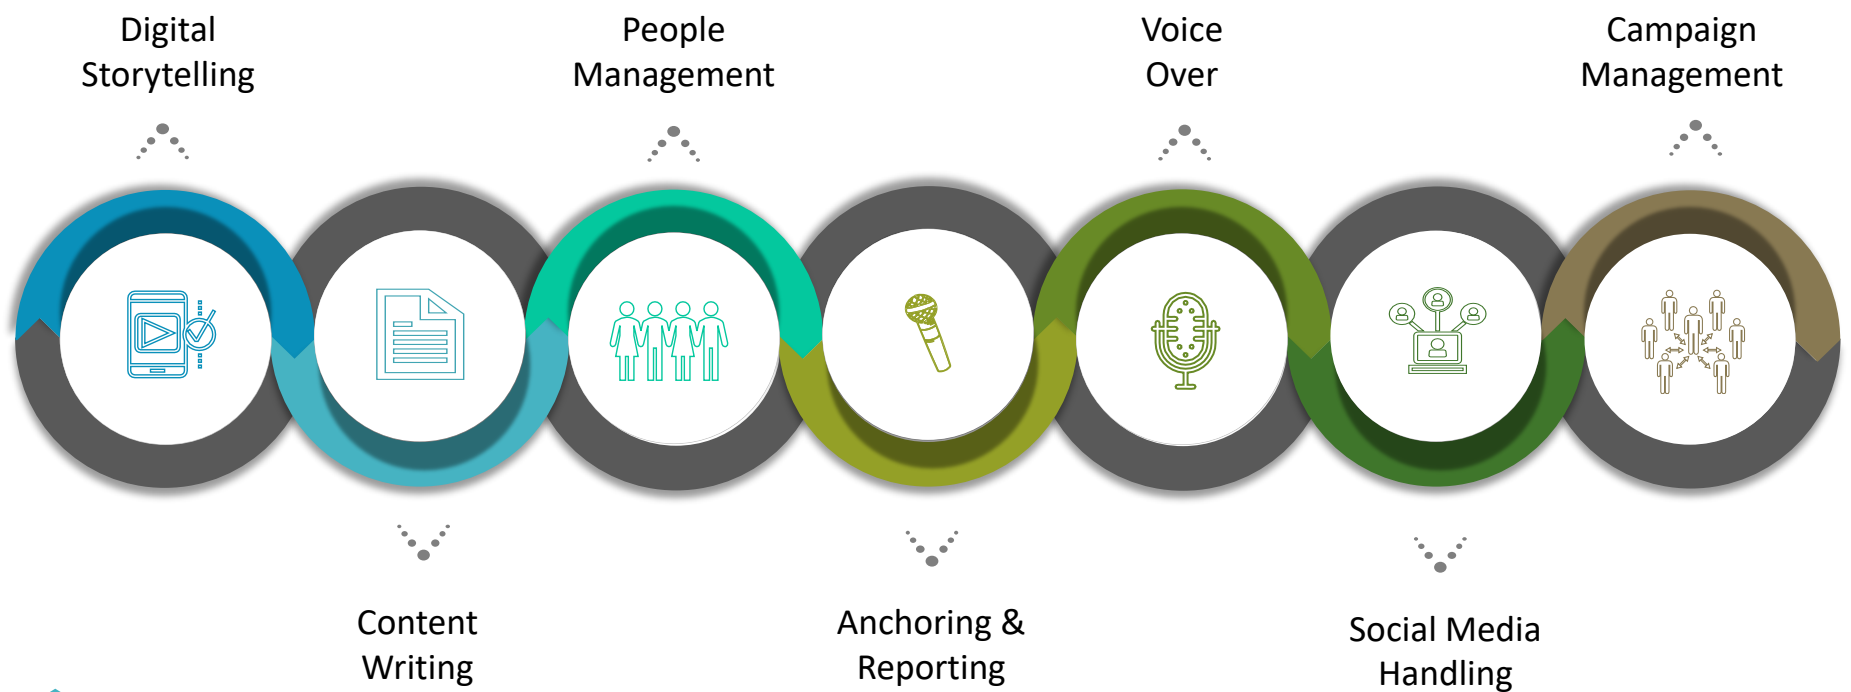 Digital
Storytelling
People
Management
Voice
Over
Campaign
Management
Content
Writing
Anchoring &
Reporting
Social Media
Handling